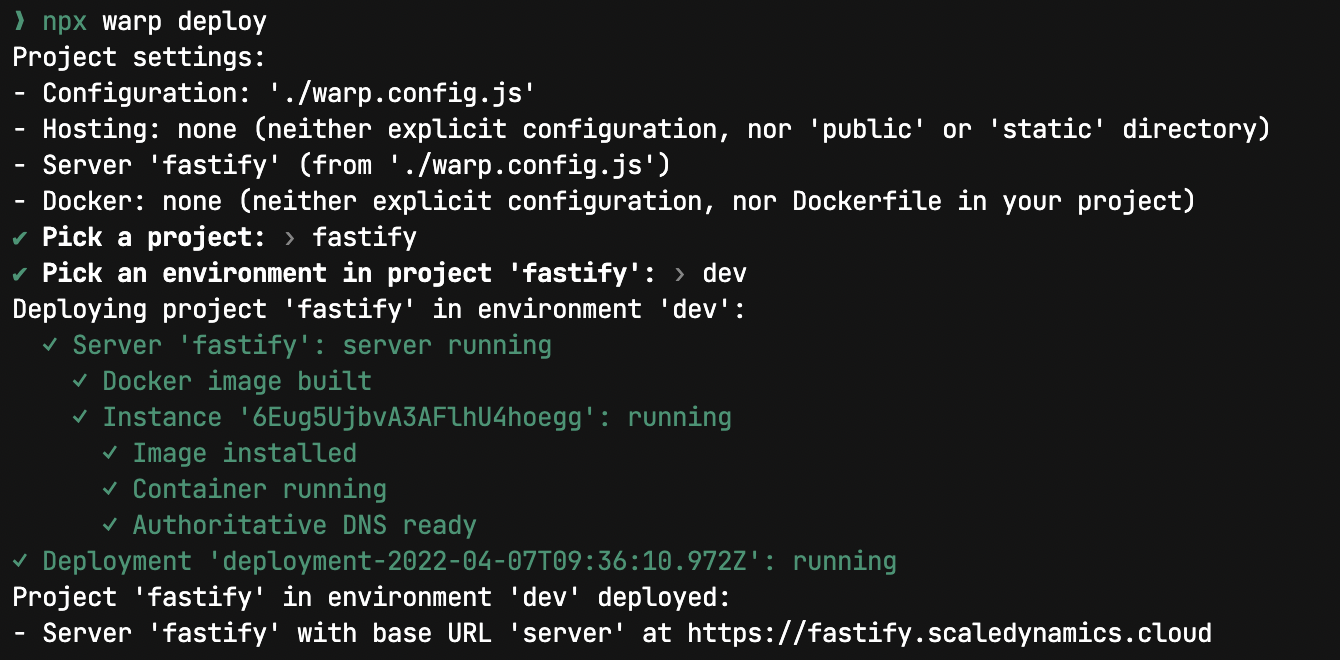 ❯ npx warp deploy
Project settings:
- Configuration: './warp.config.js'
- Hosting: none (neither explicit configuration, nor 'public' or 'static' directory)
- Server 'fastify' (from './warp.config.js')
- Docker: none (neither explicit configuration, nor Dockerfile in your project)
✔ Pick a project: › fastify
✔ Pick an environment in project 'fastify': › dev
Deploying project 'fastify' in environment 'dev':
✓ Server 'fastify': server running
✓ Docker image built
✓ Instance '6Eug5UjbvA3AFlhU4hoegg': running
✓ Image installed
✓ Container running
✓ Authoritative DNS ready
✓ Deployment 'deployment-2022-04-07T09:36:10.972Z': running
Project 'fastify' in environment 'dev' deployed:
- Server 'fastify' with base URL 'server' at https://fastify.scaledynamics.cloud